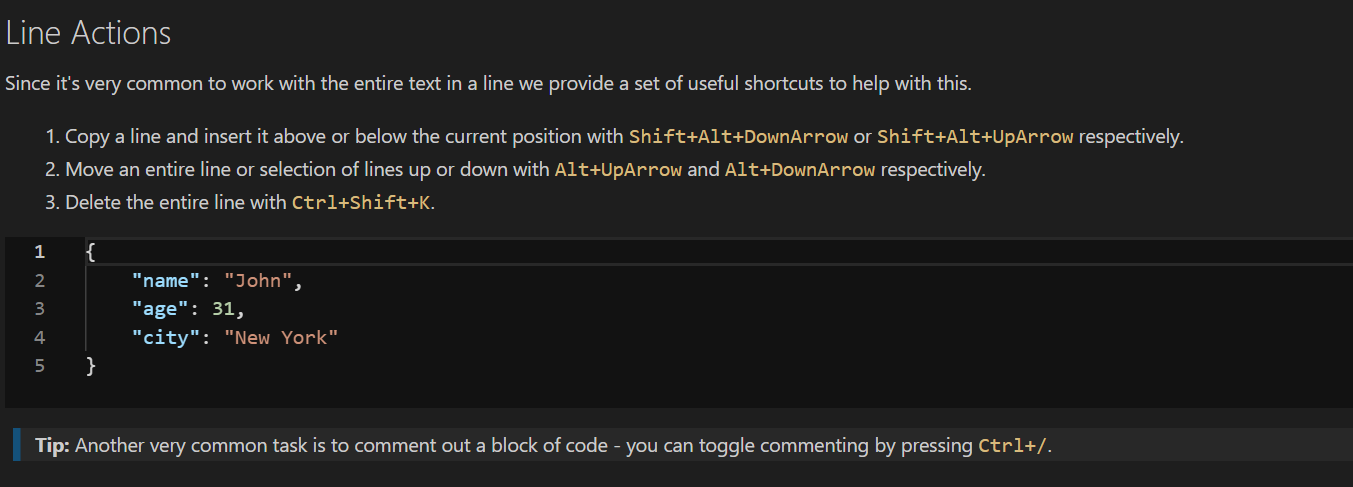 Line Actions
Since it's very common to work with the entire text in a line we provide a set of useful shortcuts to help with this.
1. Copy a line and insert it above or below the current position with Shift+Alt+DownArrow or Shift+Alt+UpArrow respectively.
2. Move an entire line or selection of lines up or down with Alt+UpArrow and Alt+DownArrow respectively.
3. Delete the entire line with Ctrl+Shift+K.
1 {
2     "name": "John",
3     "age": 31,
4     "city": "New York"
5 }
Tip: Another very common task is to comment out a block of code - you can toggle commenting by pressing Ctrl+/.